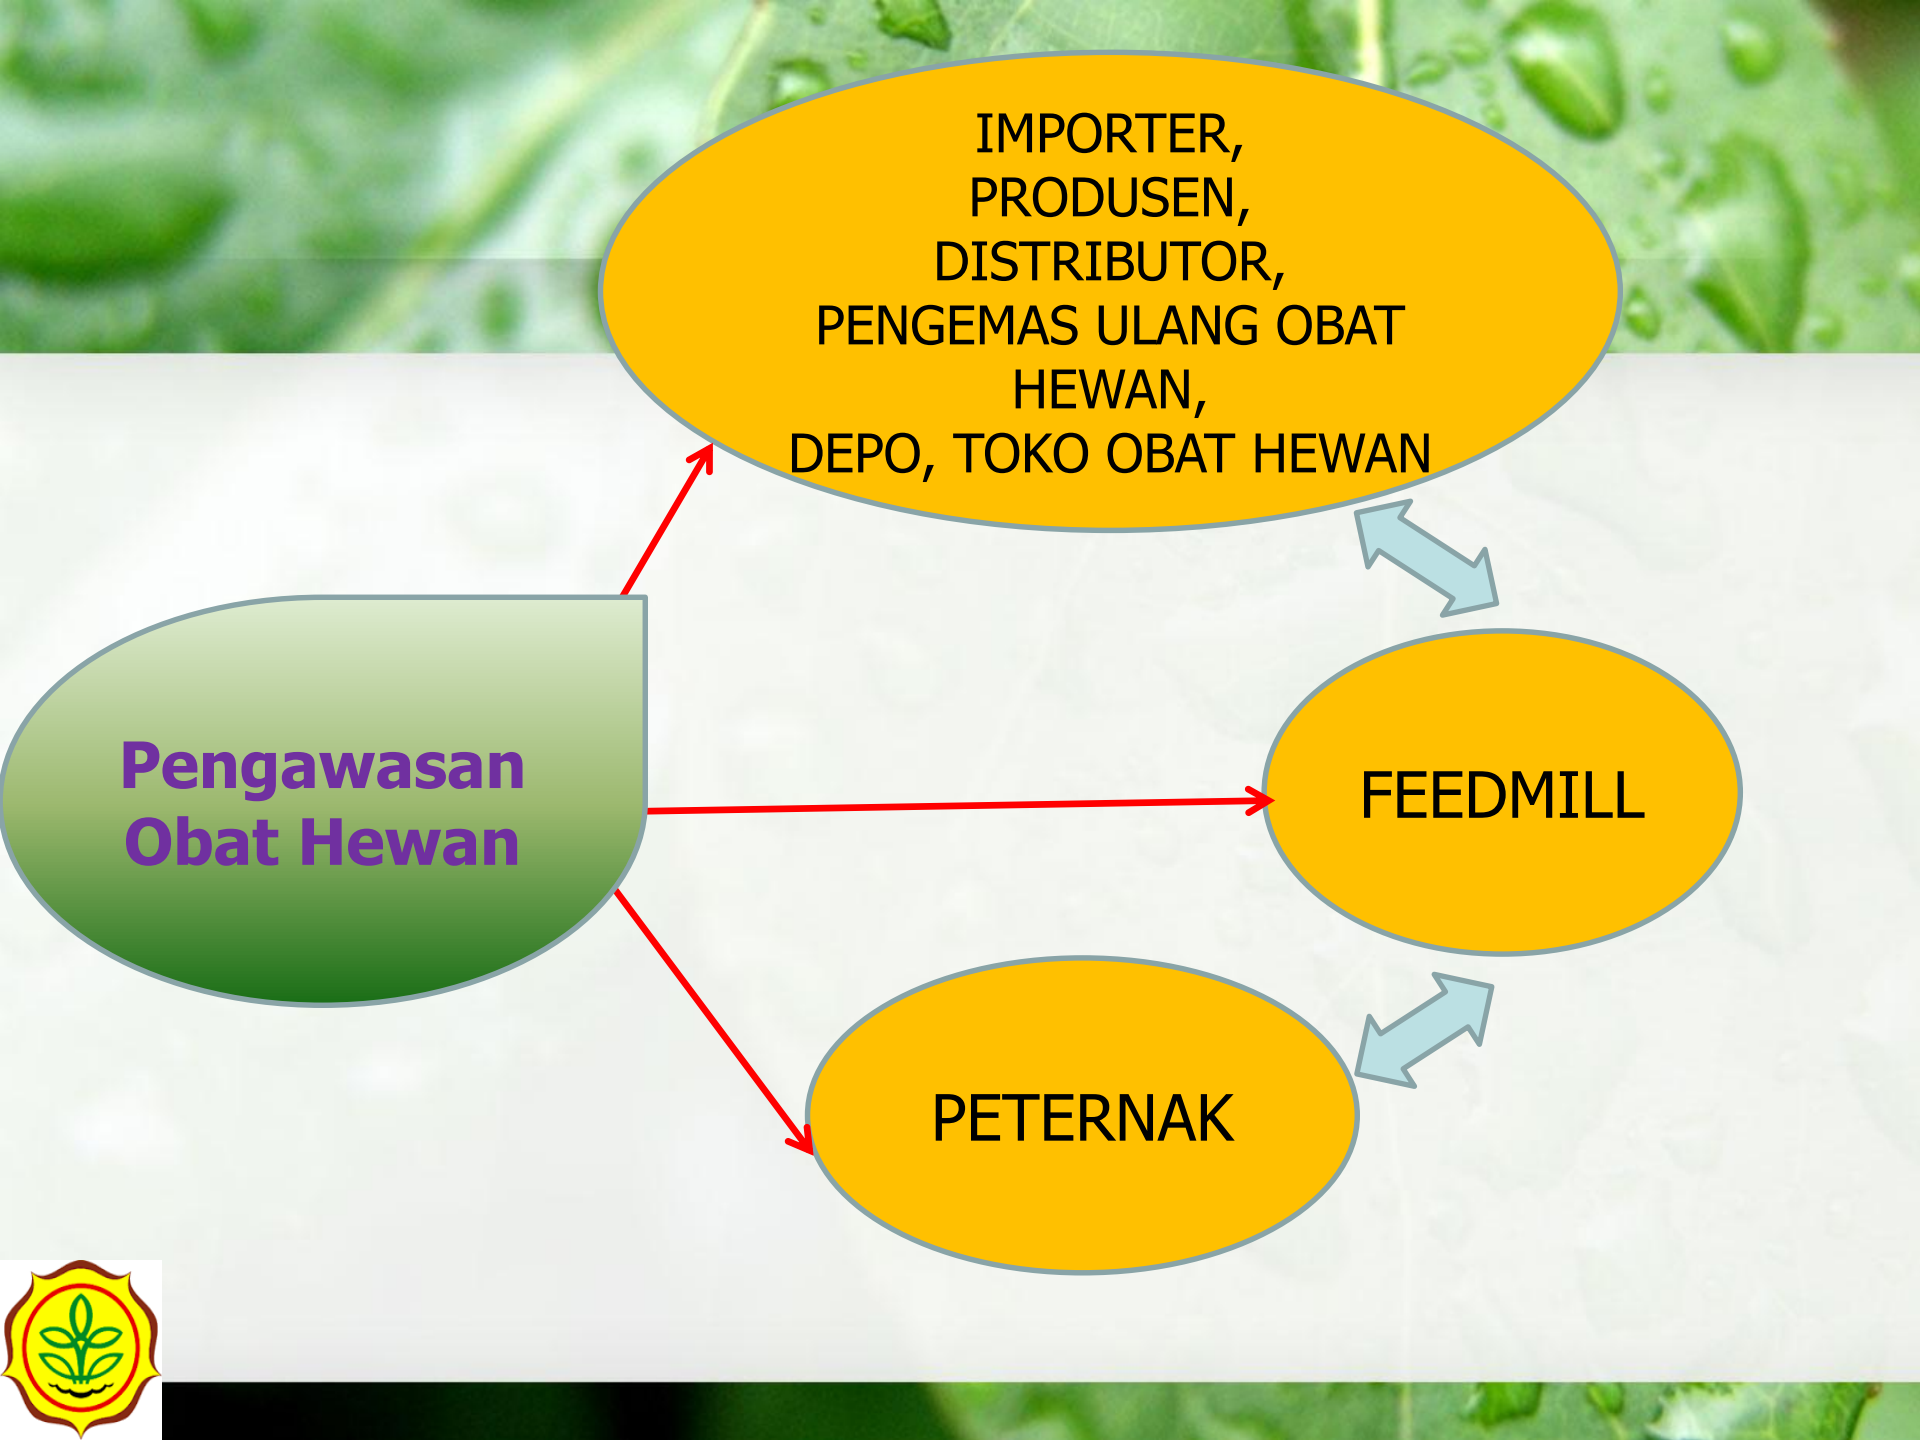 IMPORTER,
PRODUSEN,
DISTRIBUTOR,
PENGEMAS ULANG OBAT
HEWAN,
DEPO, TOKO OBAT HEWAN
Pengawasan
Obat Hewan
FEEDMILL
PETERNAK